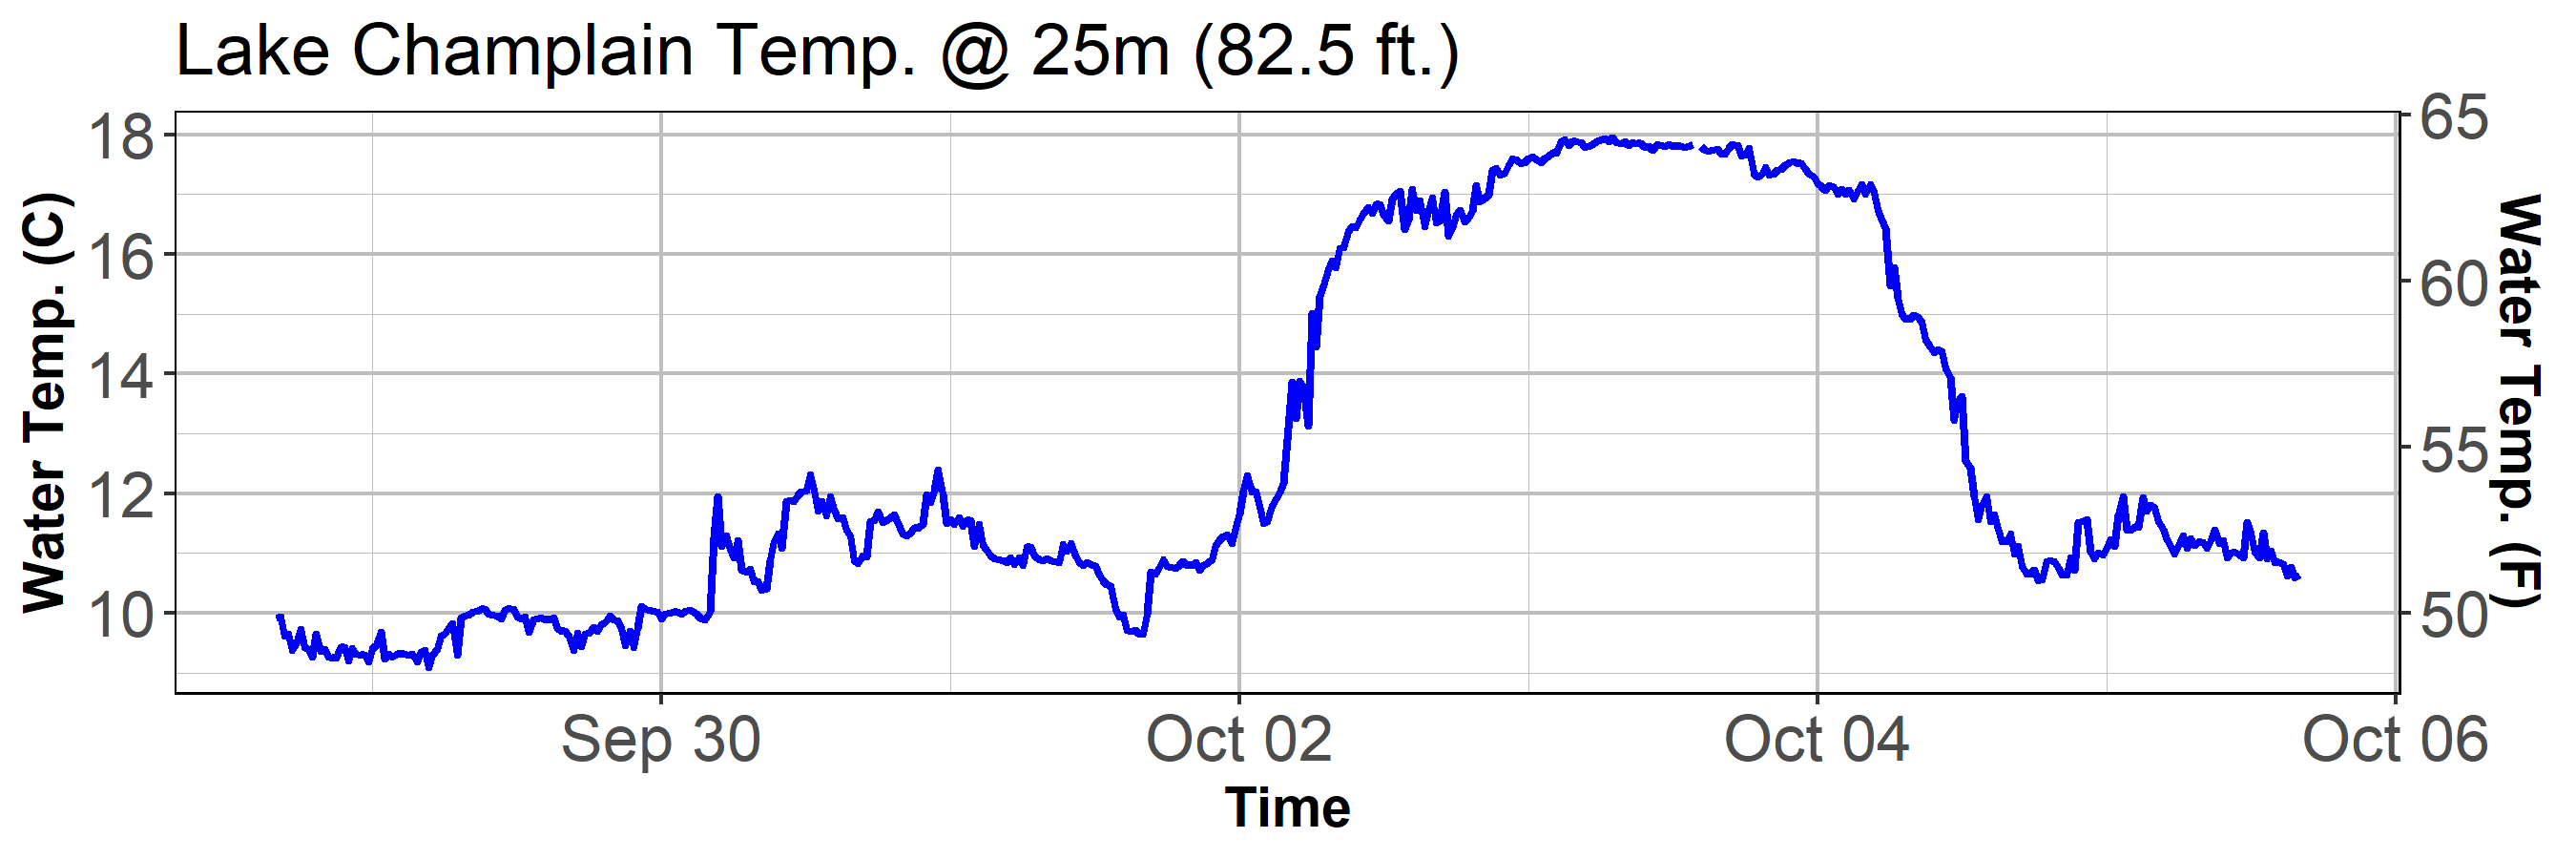 Lake Champlain Temp. @ 25m (82.5 ft.)
Water Temp. (C)
18
16
14
12
10
65
60
55
50
Water Temp. (F)
Sep 30
Oct 02
Oct 04
Oct 06
Time